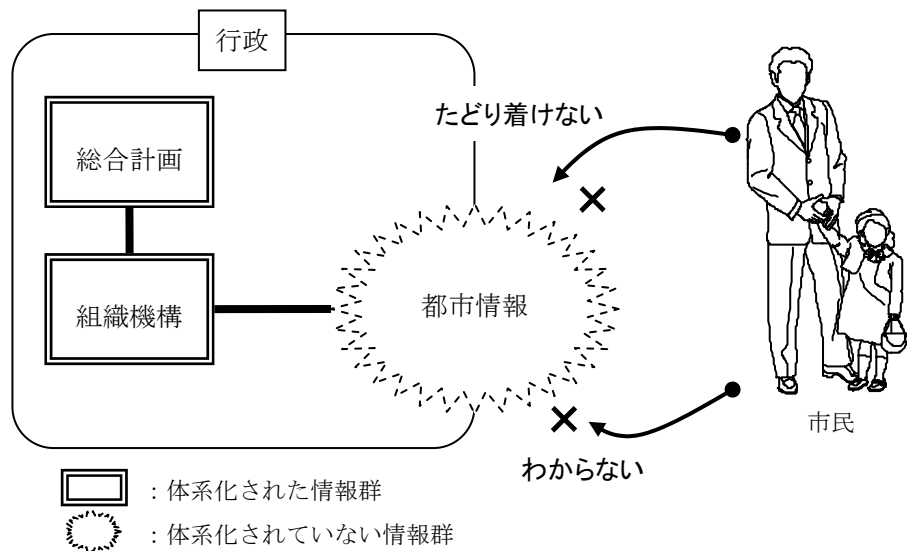 行政
たどり着けない
総合計画
組織機構
都市情報
市民
わからない
：体系化された情報群
：体系化されていない情報群